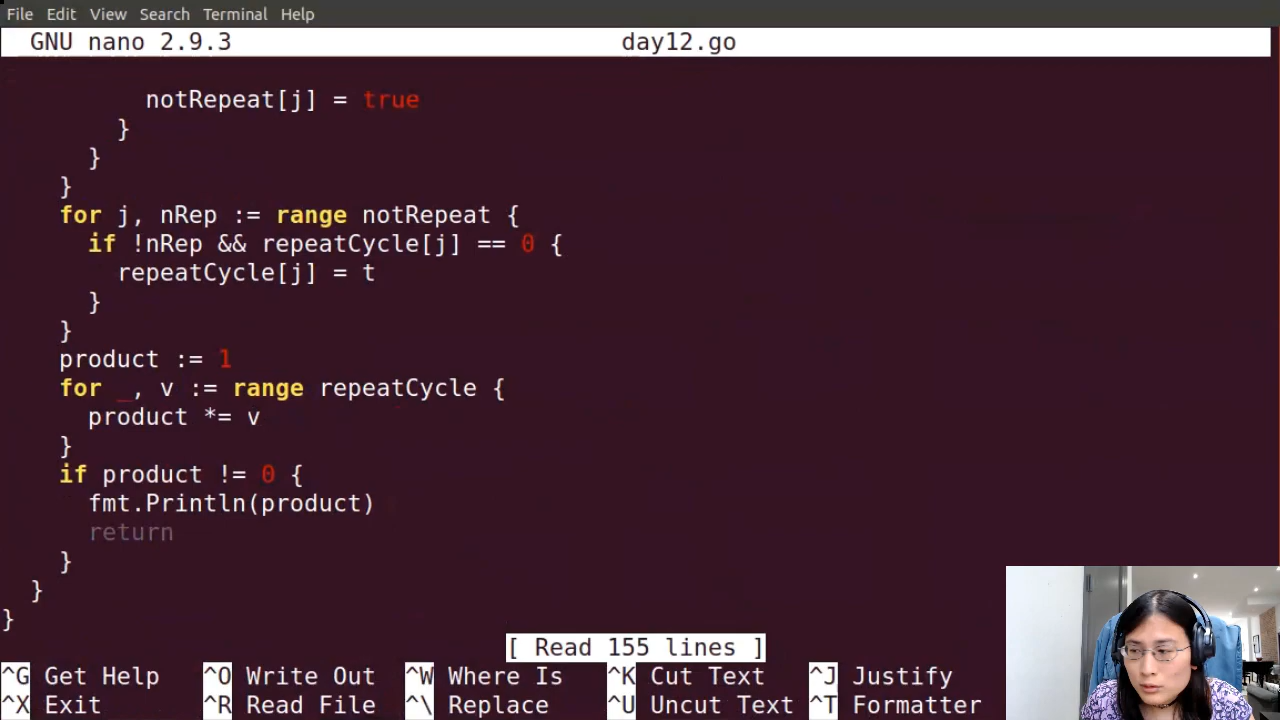 File Edit View Search Terminal Help
GNU nano 2.9.3 day12.go
notRepeat[j] = true
}
}
}
for j, nRep := range notRepeat {
if !nRep && repeatCycle[j] == 0 {
repeatCycle[j] = t
}
}
product := 1
for _, v := range repeatCycle {
product *= v
}
if product != 0 {
fmt.Println(product)
return
}
}
}
[ Read 155 lines ]
^G Get Help ^O Write Out ^W Where Is ^K Cut Text ^J Justify
^X Exit ^R Read File ^\ Replace ^U Uncut Text ^T Formatter